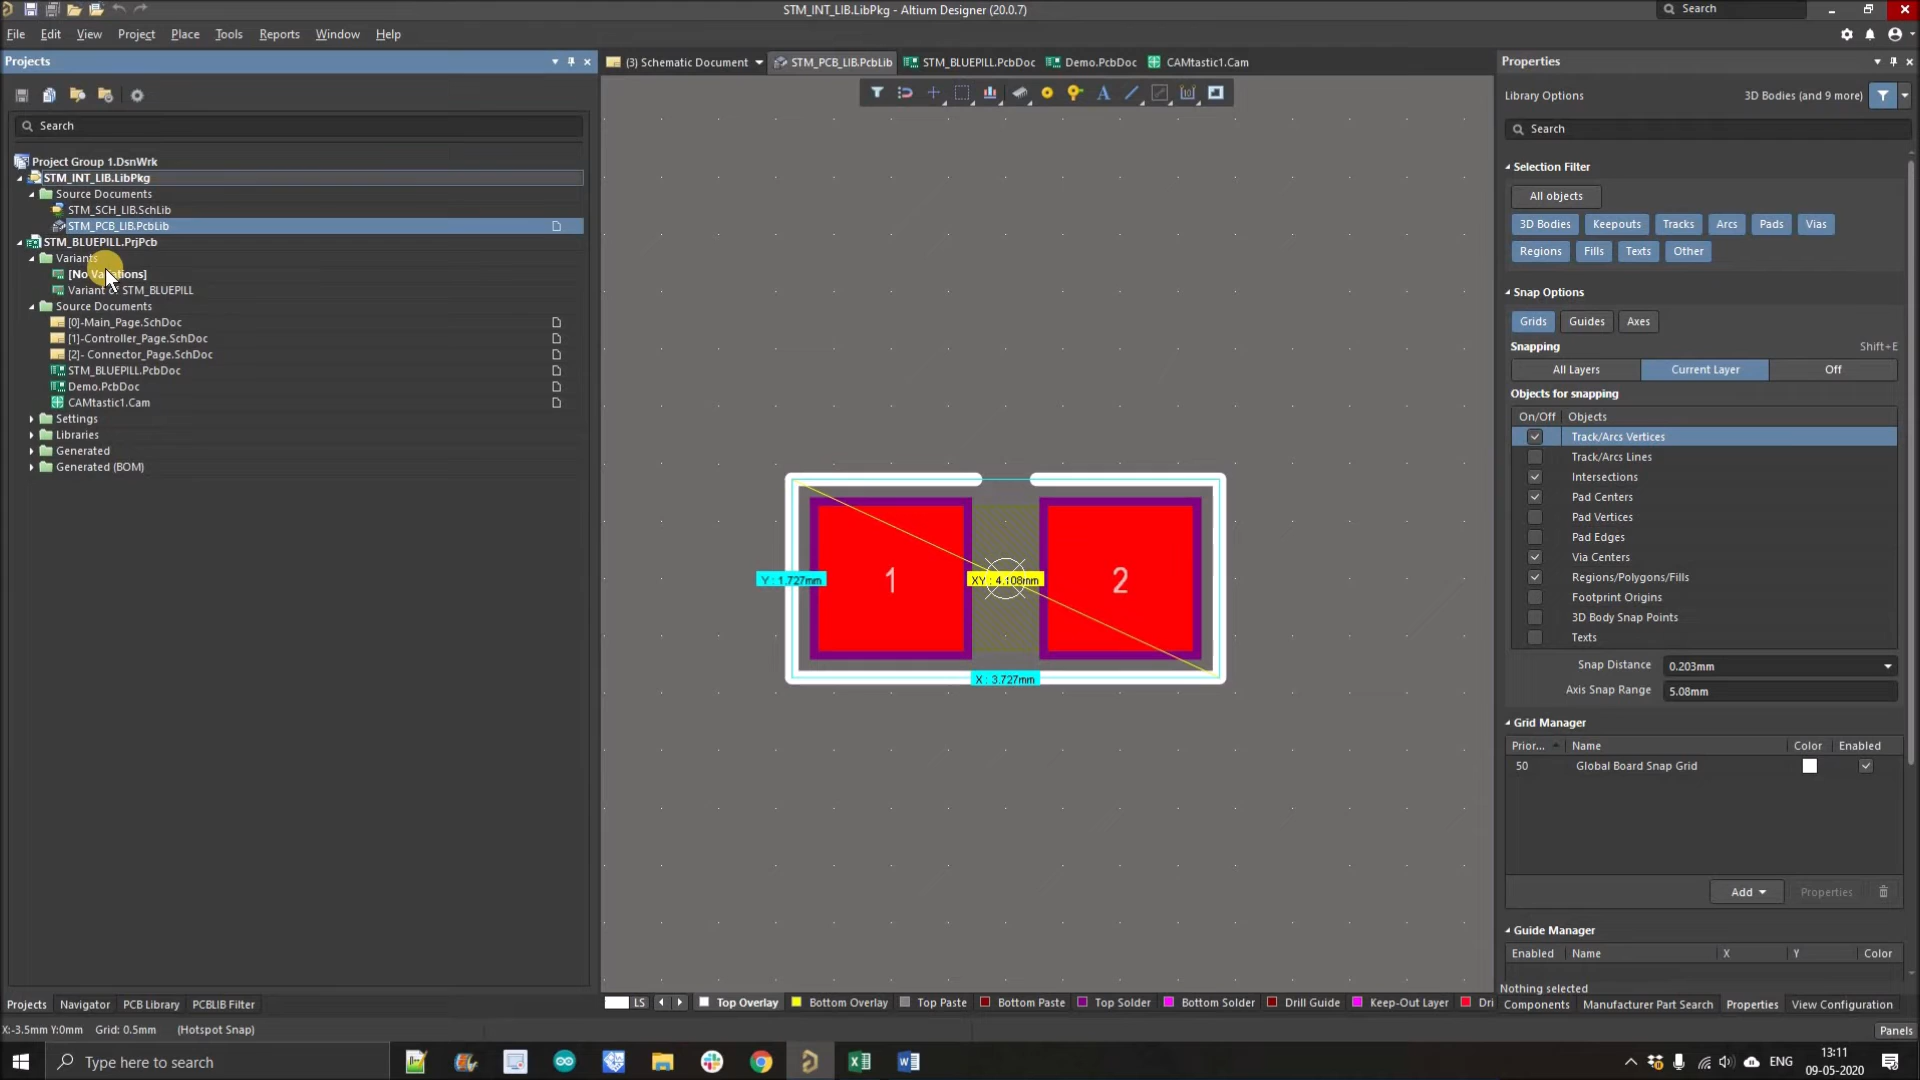 STM_INT_LIB.LibPkg - Altium Designer (20.0.7)
Search
File Edit View Project Place Tools Reports Window Help
Projects
(3) Schematic Document
STM_PCB_LIB.PcbLib
STM_BLUEPILL.PcbDoc
Demo.PcbDoc
CAMtastic1.Cam
Properties
Library Options
3D Bodies (and 9 more)
Search
Search
Project Group 1.DsnWrk
STM_INT_LIB.LibPkg
Source Documents
STM_SCH_LIB.SchLib
STM_PCB_LIB.PcbLib
STM_BLUEPILL.PrjPcb
Variants
[No Variations]
Variant of STM_BLUEPILL
Source Documents
[0]-Main_Page.SchDoc
[1]-Controller_Page.SchDoc
[2]- Connector_Page.SchDoc
STM_BLUEPILL.PcbDoc
Demo.PcbDoc
CAMtastic1.Cam
Settings
Libraries
Generated
Generated (BOM)
1
2
Y : 1.727mm
XY : 4.108mm
X : 3.727mm
Selection Filter
All objects
3D Bodies Keepouts Tracks Arcs Pads Vias
Regions Fills Texts Other
Snap Options
Grids Guides Axes
Snapping Shift+E
All Layers Current Layer Off
Objects for snapping
On/Off Objects
Track/Arcs Vertices
Track/Arcs Lines
Intersections
Pad Centers
Pad Vertices
Pad Edges
Via Centers
Regions/Polygons/Fills
Footprint Origins
3D Body Snap Points
Texts
Snap Distance 0.203mm
Axis Snap Range 5.08mm
Grid Manager
Prior... Name Color Enabled
50 Global Board Snap Grid
Add Properties
Guide Manager
Enabled Name X Y Color
Nothing selected
Projects Navigator PCB Library PCBLIB Filter
LS Top Overlay Bottom Overlay Top Paste Bottom Paste Top Solder Bottom Solder Drill Guide Keep-Out Layer Dri
Components Manufacturer Part Search Properties View Configuration
X:-3.5mm Y:0mm Grid: 0.5mm (Hotspot Snap)
Panels
Type here to search
ENG
13:11
09-05-2020